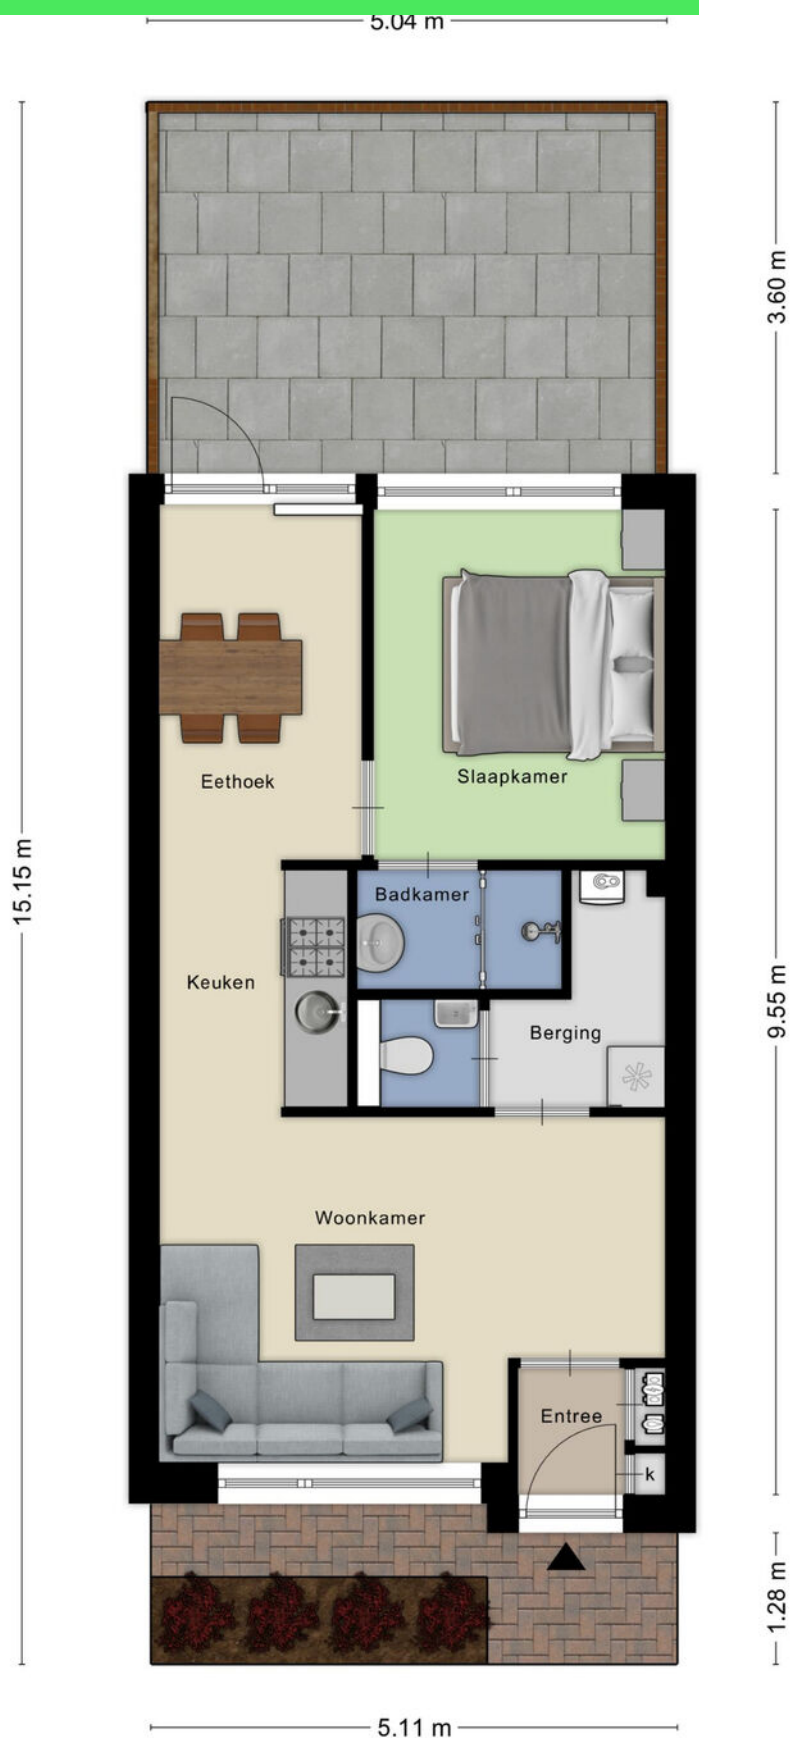 5.04 m
3.60 m
15.15 m
Eethoek
Slaapkamer
Badkamer
Keuken
Berging
9.55 m
Woonkamer
Entree
k
1.28 m
5.11 m